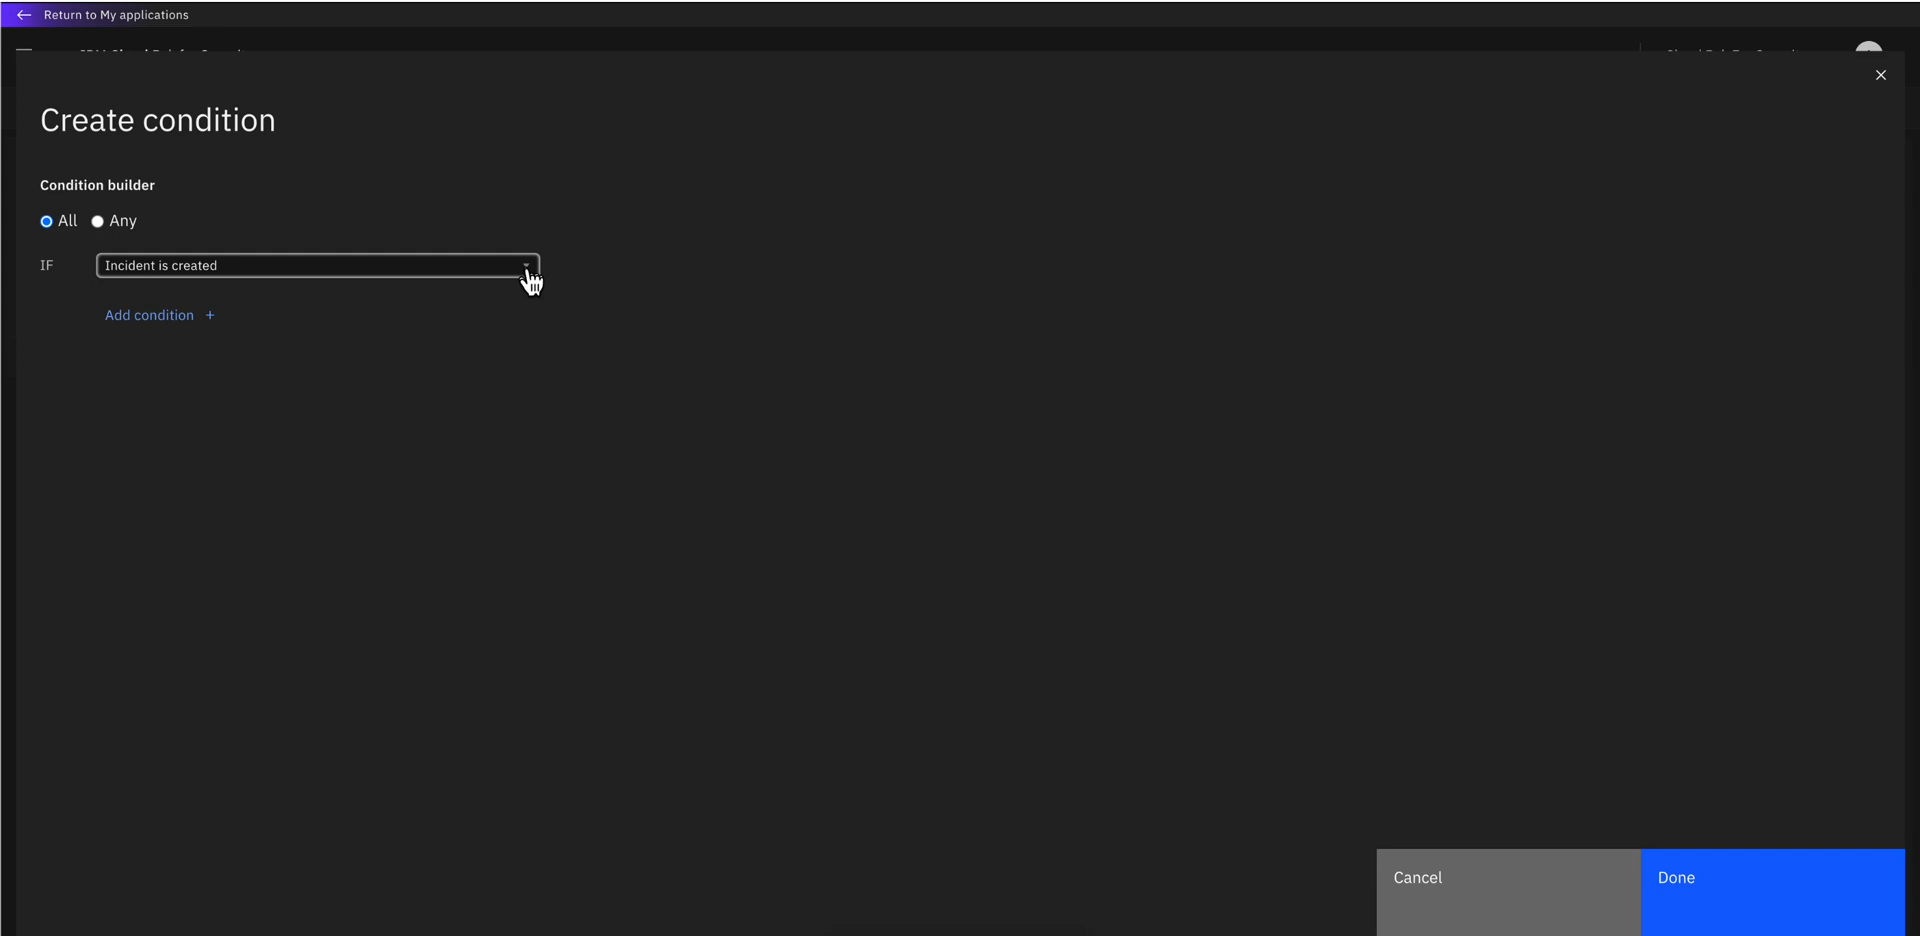 Return to My applications
Create condition
Condition builder
All Any
IF Incident is created
Add condition +
Cancel Done